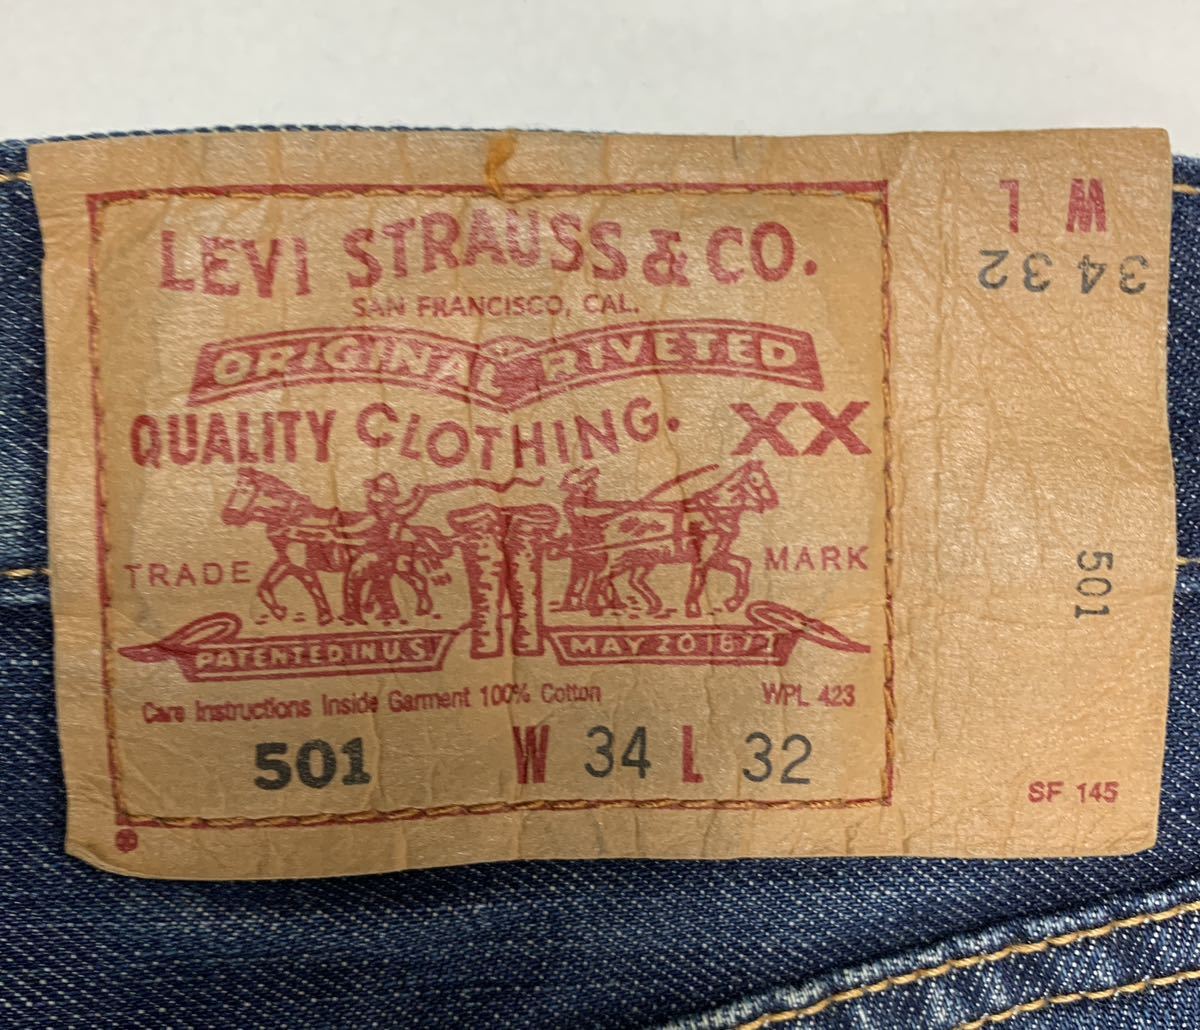 LEVI STRAUSS & CO.
SAN FRANCISCO, CAL.
ORIGINAL RIVETED
QUALITY CLOTHING. XX
TRADE MARK
PATENTED IN U.S. MAY 20 1873
Care Instructions Inside Garment 100% Cotton WPL 423
501 W 34 L 32
W L
34 32
501
SF 145